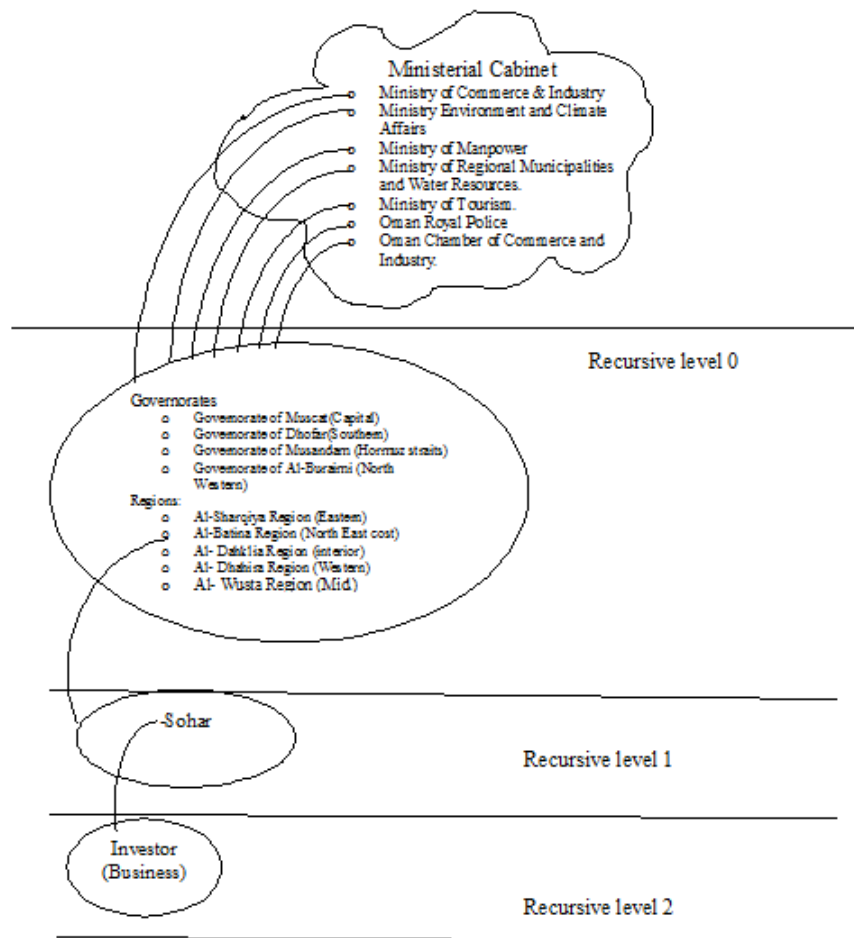 Ministerial Cabinet
o Ministry of Commerce & Industry
o Ministry Environment and Climate
Affairs
o Ministry of Manpower
o Ministry of Regional Municipalities
and Water Resources.
o Ministry of Tourism.
o Oman Royal Police
o Oman Chamber of Commerce and
Industry.
Recursive level 0
Governorates
o Governorate of Muscat(Capital)
o Governorate of Dhofar(Southern)
o Governorate of Musandam (Hormuz straits)
o Governorate of Al-Buraimi (North
Western)
Regions:
o Al-Sharqiya Region (Eastern)
o Al-Batina Region (North East cost)
o Al- Dahklia Region (interior)
o Al- Dhahira Region (Western)
o Al- Wusta Region (Mid.)
-Sohar
Recursive level 1
Investor
(Business)
Recursive level 2